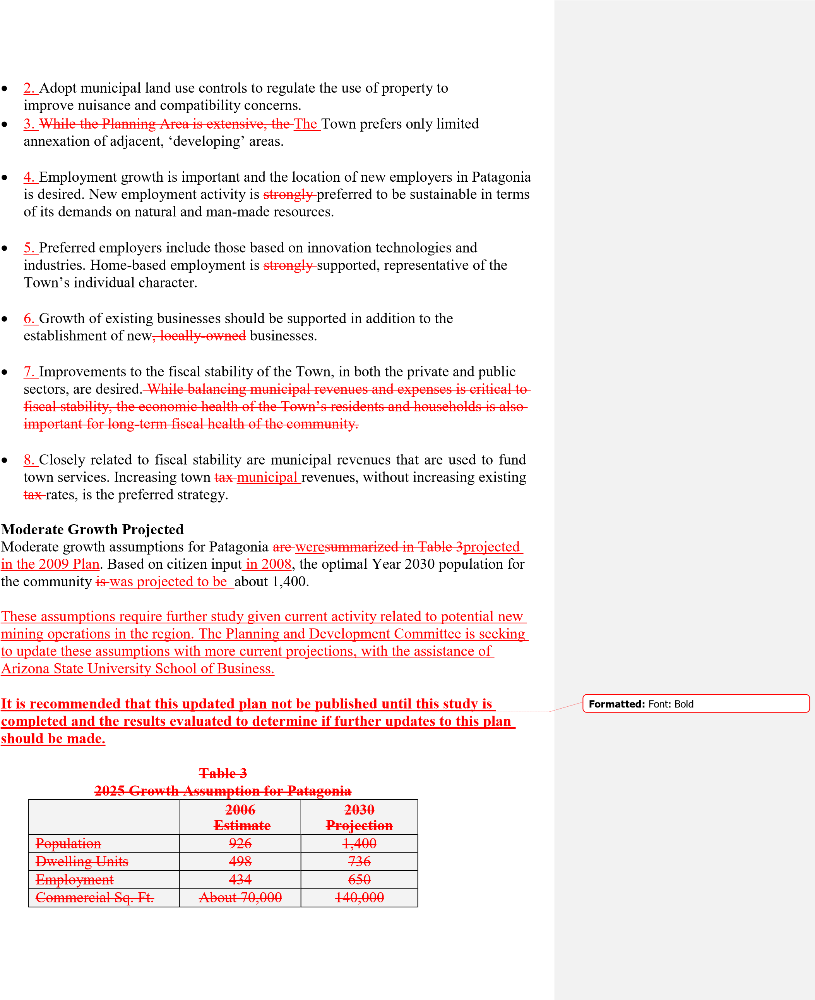 • 2. Adopt municipal land use controls to regulate the use of property to
improve nuisance and compatibility concerns.
• 3. While the Planning Area is extensive, the The Town prefers only limited
annexation of adjacent, ‘developing’ areas.
• 4. Employment growth is important and the location of new employers in Patagonia
is desired. New employment activity is strongly preferred to be sustainable in terms
of its demands on natural and man-made resources.
• 5. Preferred employers include those based on innovation technologies and
industries. Home-based employment is strongly supported, representative of the
Town’s individual character.
• 6. Growth of existing businesses should be supported in addition to the
establishment of new, locally-owned businesses.
• 7. Improvements to the fiscal stability of the Town, in both the private and public
sectors, are desired. While balancing municipal revenues and expenses is critical to
fiscal stability, the economic health of the Town’s residents and households is also
important for long-term fiscal health of the community.
• 8. Closely related to fiscal stability are municipal revenues that are used to fund
town services. Increasing town tax municipal revenues, without increasing existing
tax rates, is the preferred strategy.
Moderate Growth Projected
Moderate growth assumptions for Patagonia are weresummarized in Table 3projected
in the 2009 Plan. Based on citizen input in 2008, the optimal Year 2030 population for
the community is was projected to be  about 1,400.
These assumptions require further study given current activity related to potential new
mining operations in the region. The Planning and Development Committee is seeking
to update these assumptions with more current projections, with the assistance of
Arizona State University School of Business.
It is recommended that this updated plan not be published until this study is
completed and the results evaluated to determine if further updates to this plan
should be made.
Formatted: Font: Bold
Table 3
2025 Growth Assumption for Patagonia
2006 2030
Estimate Projection
Population 926 1,400
Dwelling Units 498 736
Employment 434 650
Commercial Sq. Ft. About 70,000 140,000